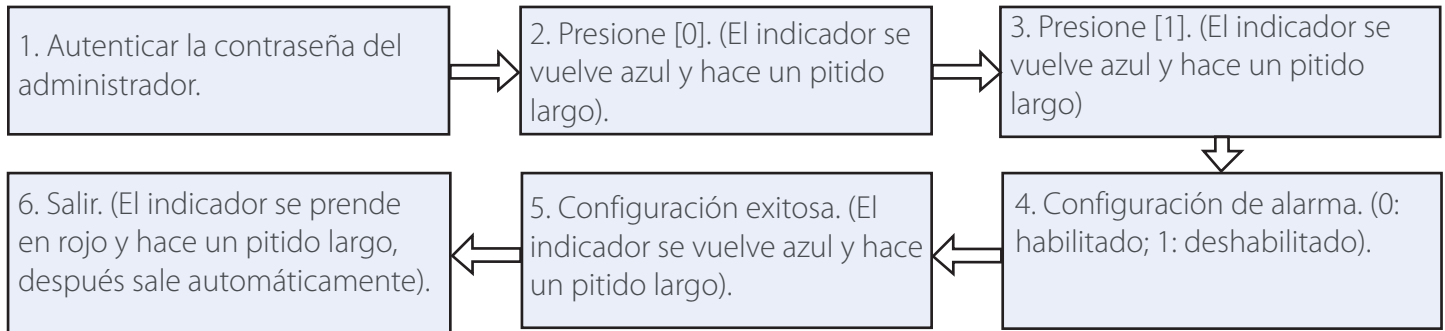 1. Autenticar la contraseña del
administrador.
2. Presione [0]. (El indicador se
vuelve azul y hace un pitido
largo).
3. Presione [1]. (El indicador se
vuelve azul y hace un pitido
largo)
4. Configuración de alarma. (0:
habilitado; 1: deshabilitado).
5. Configuración exitosa. (El
indicador se vuelve azul y hace
un pitido largo).
6. Salir. (El indicador se prende
en rojo y hace un pitido largo,
después sale automáticamente).